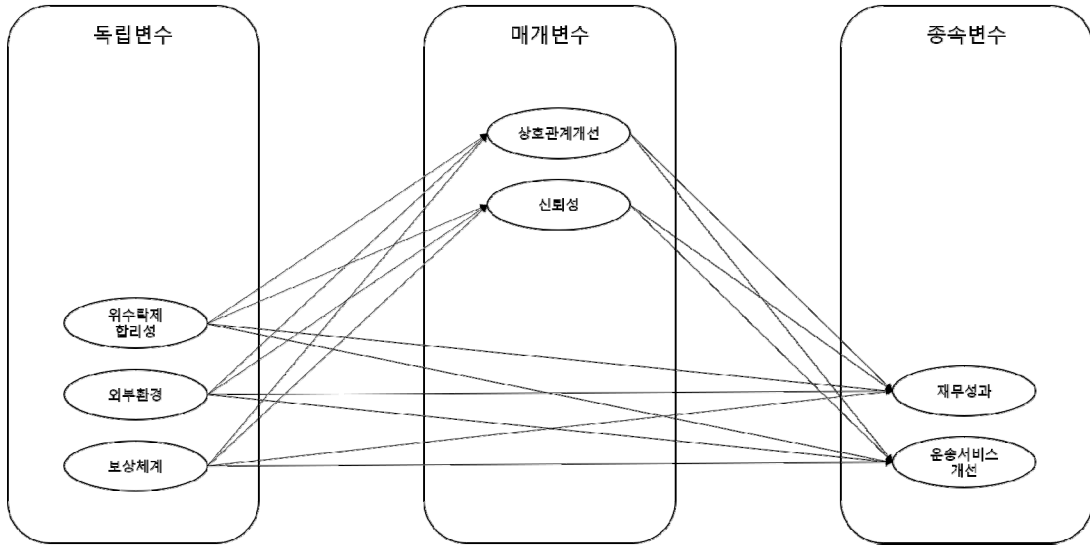 독립변수
매개변수
종속변수
상호관계개선
신뢰성
위수탁제
합리성
외부환경
보상체계
재무성과
운송서비스
개선